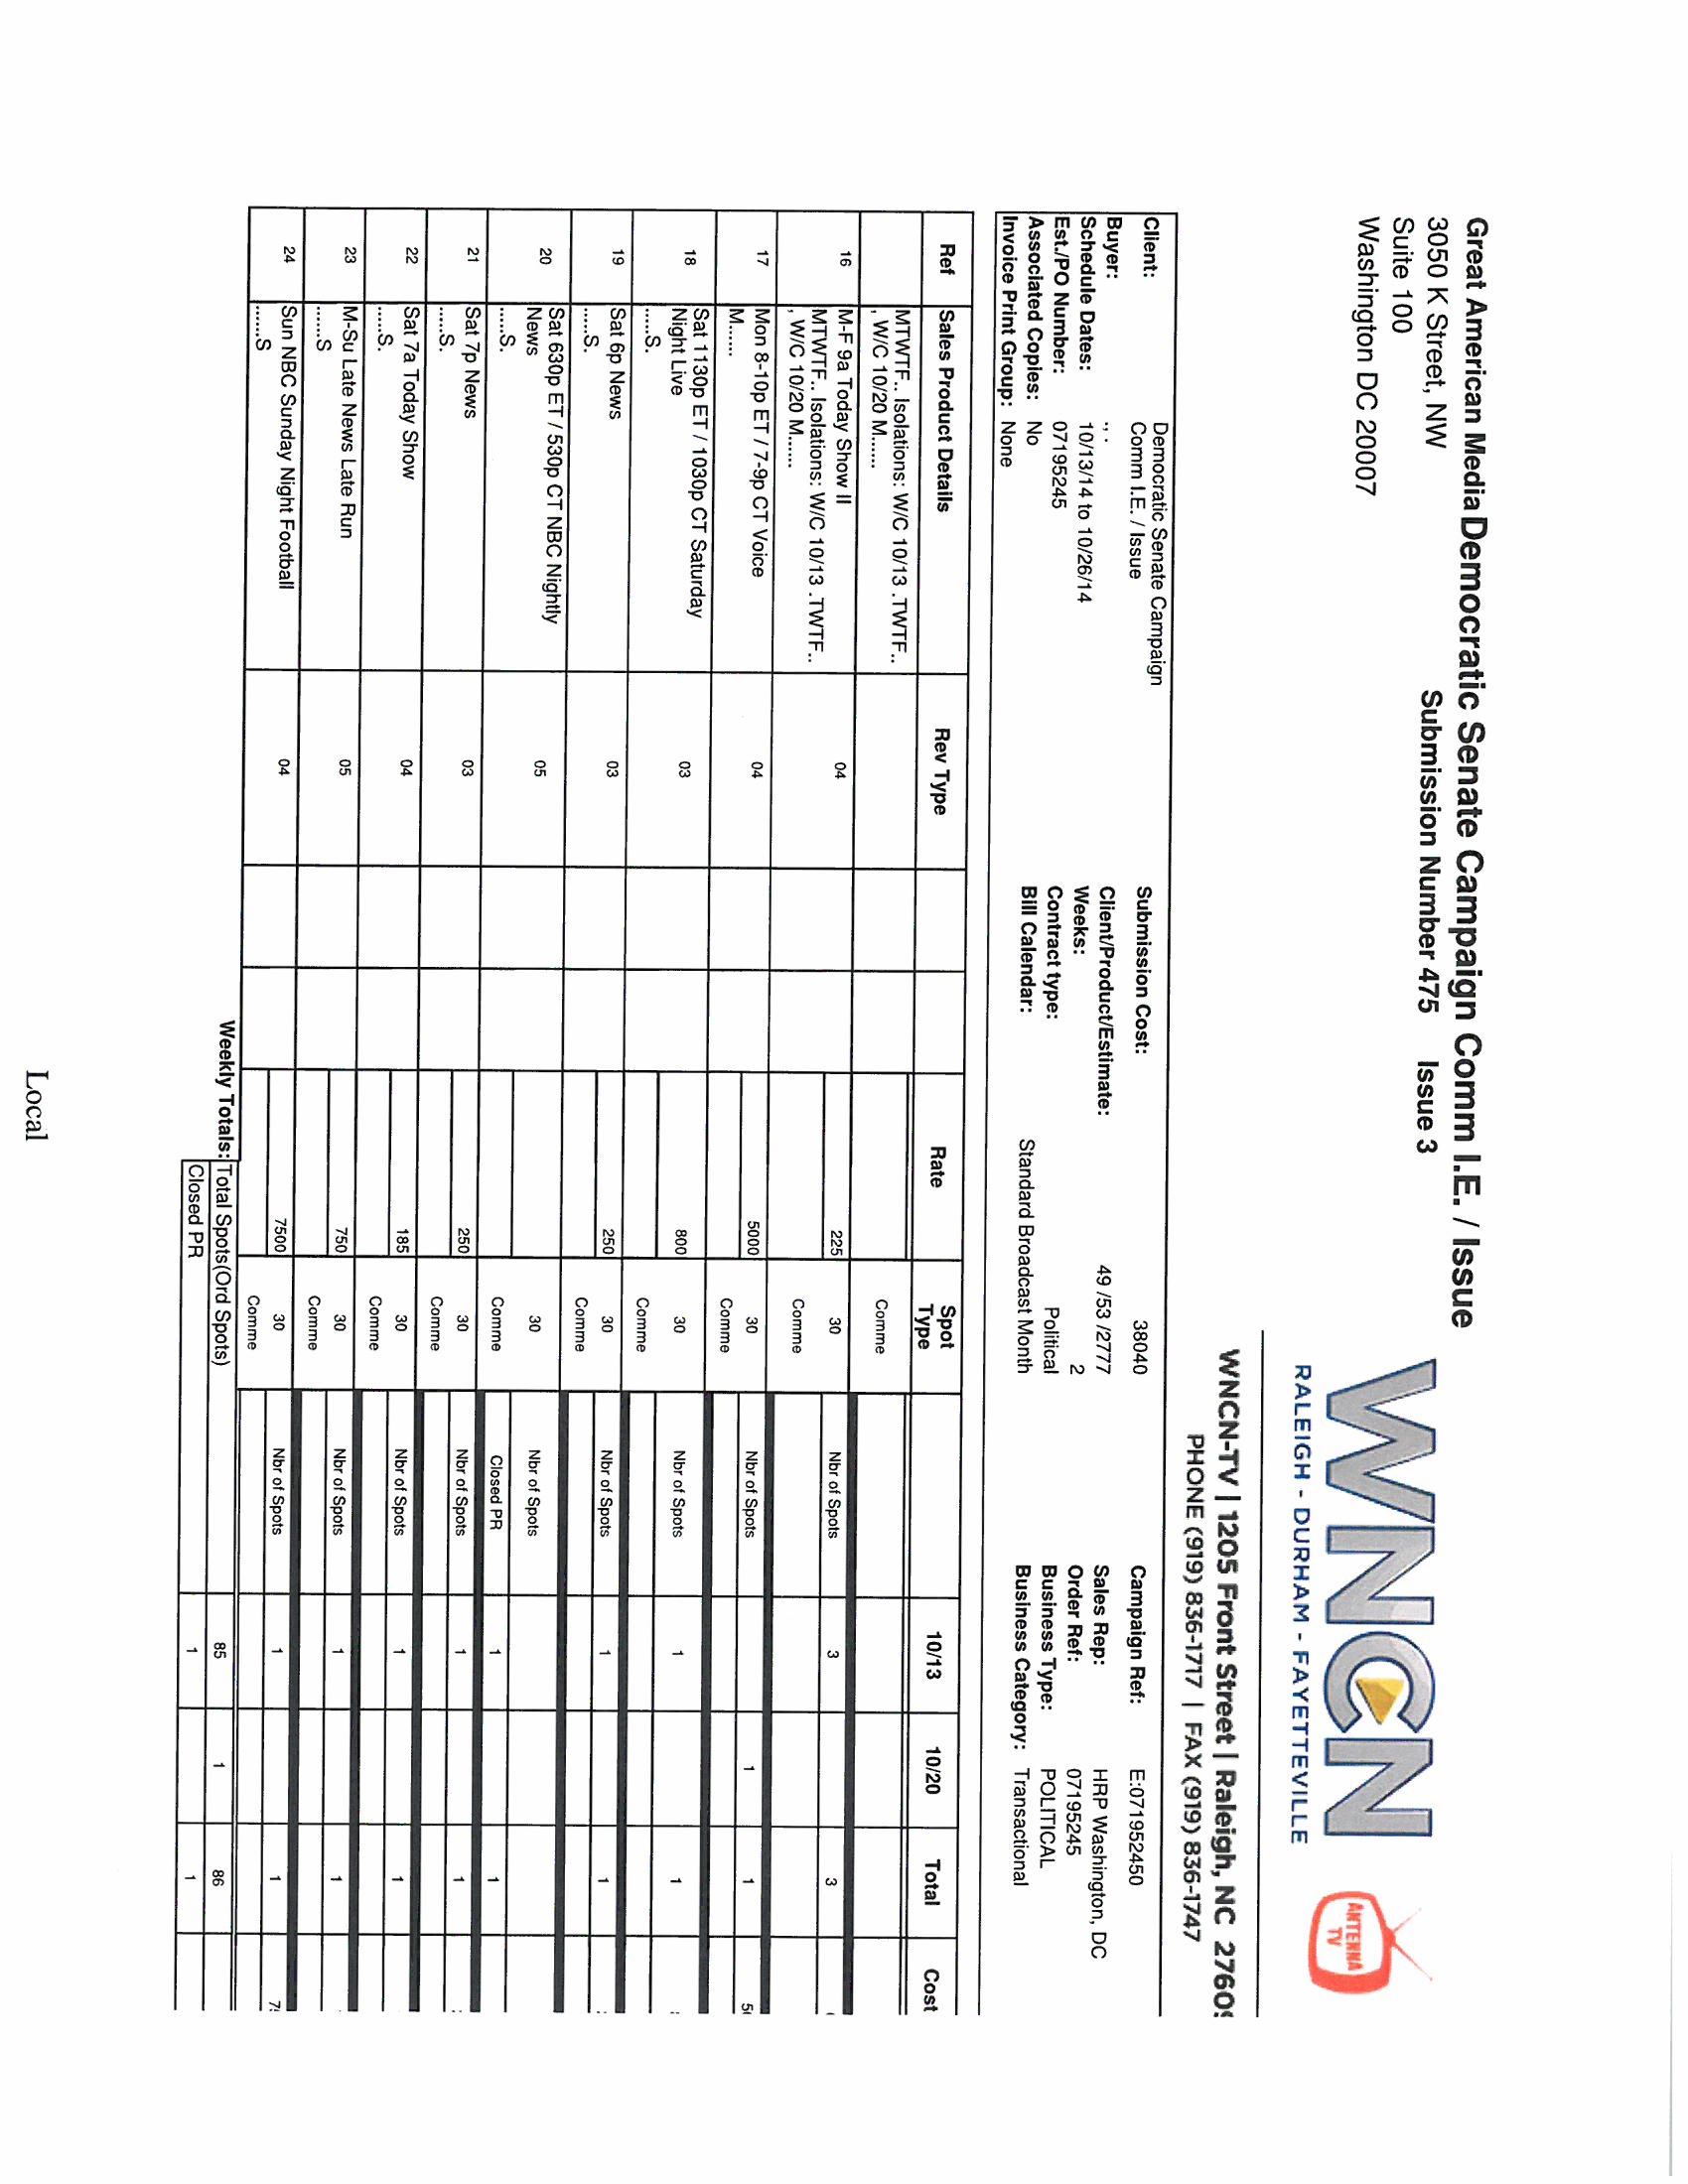 Great American Media Democratic Senate Campaign Comm I.E. / Issue
3050 K Street, NW
Submission Number 475 Issue 3
Suite 100
Washington DC 20007
WNCN
RALEIGH - DURHAM - FAYETTEVILLE
ANTENNA
TV
WNCN-TV | 1205 Front Street | Raleigh, NC 27609
PHONE (919) 836-1717 | FAX (919) 836-1747
Client: Democratic Senate Campaign Submission Cost: 38040 Campaign Ref: E:071952450
Comm I.E. / Issue
Buyer: ., . Client/Product/Estimate: 49 /53 /2777 Sales Rep: HRP Washington, DC
Schedule Dates: 10/13/14 to 10/26/14 Weeks: 2 Order Ref: 07195245
Est./PO Number: 07195245 Contract type: Political Business Type: POLITICAL
Associated Copies: No Bill Calendar: Standard Broadcast Month Business Category: Transactional
Invoice Print Group: None
Ref Sales Product Details Rev Type Rate Spot Type 10/13 10/20 Total Cost
MTWTF.. Isolations: W/C 10/13 .TWTF..
, W/C 10/20 M...... Comme
16 M-F 9a Today Show II 04 225 30 Nbr of Spots 3 3
MTWTF.. Isolations: W/C 10/13 .TWTF..
, W/C 10/20 M...... Comme
17 Mon 8-10p ET / 7-9p CT Voice 04 5000 30 Nbr of Spots 1 1
M...... Comme
18 Sat 1130p ET / 1030p CT Saturday 03 800 30 Nbr of Spots 1 1
Night Live
.....S. Comme
19 Sat 6p News 03 250 30 Nbr of Spots 1 1
.....S. Comme
20 Sat 630p ET / 530p CT NBC Nightly 05 30 Nbr of Spots
News
.....S. Comme Closed PR 1 1
21 Sat 7p News 03 250 30 Nbr of Spots 1 1
.....S. Comme
22 Sat 7a Today Show 04 185 30 Nbr of Spots 1 1
.....S. Comme
23 M-Su Late News Late Run 05 750 30 Nbr of Spots 1 1
......S Comme
24 Sun NBC Sunday Night Football 04 7500 30 Nbr of Spots 1 1
......S Comme
Weekly Totals: Total Spots(Ord Spots) 85 1 86
Closed PR 1 1
Local